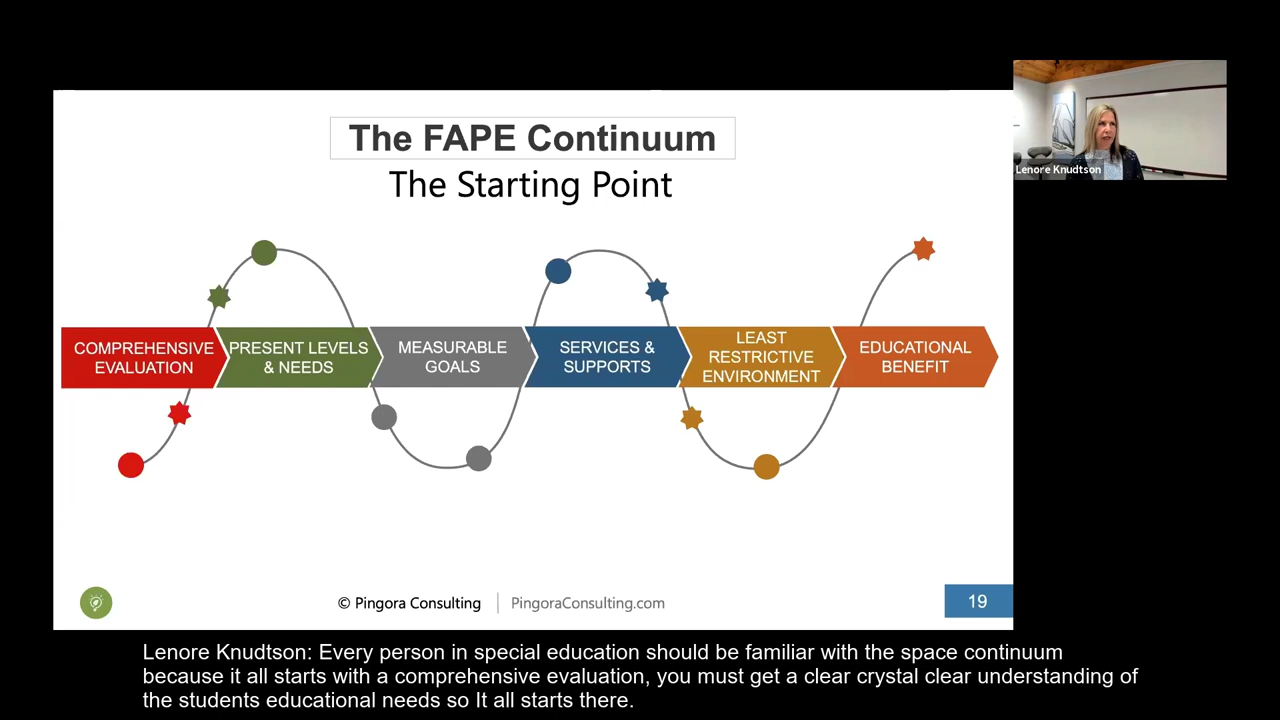 The FAPE Continuum
The Starting Point
Lenore Knudtson
COMPREHENSIVE
EVALUATION
PRESENT LEVELS
& NEEDS
MEASURABLE
GOALS
SERVICES &
SUPPORTS
LEAST
RESTRICTIVE
ENVIRONMENT
EDUCATIONAL
BENEFIT
© Pingora Consulting
PingoraConsulting.com
19
Lenore Knudtson: Every person in special education should be familiar with the space continuum
because it all starts with a comprehensive evaluation, you must get a clear crystal clear understanding of
the students educational needs so It all starts there.